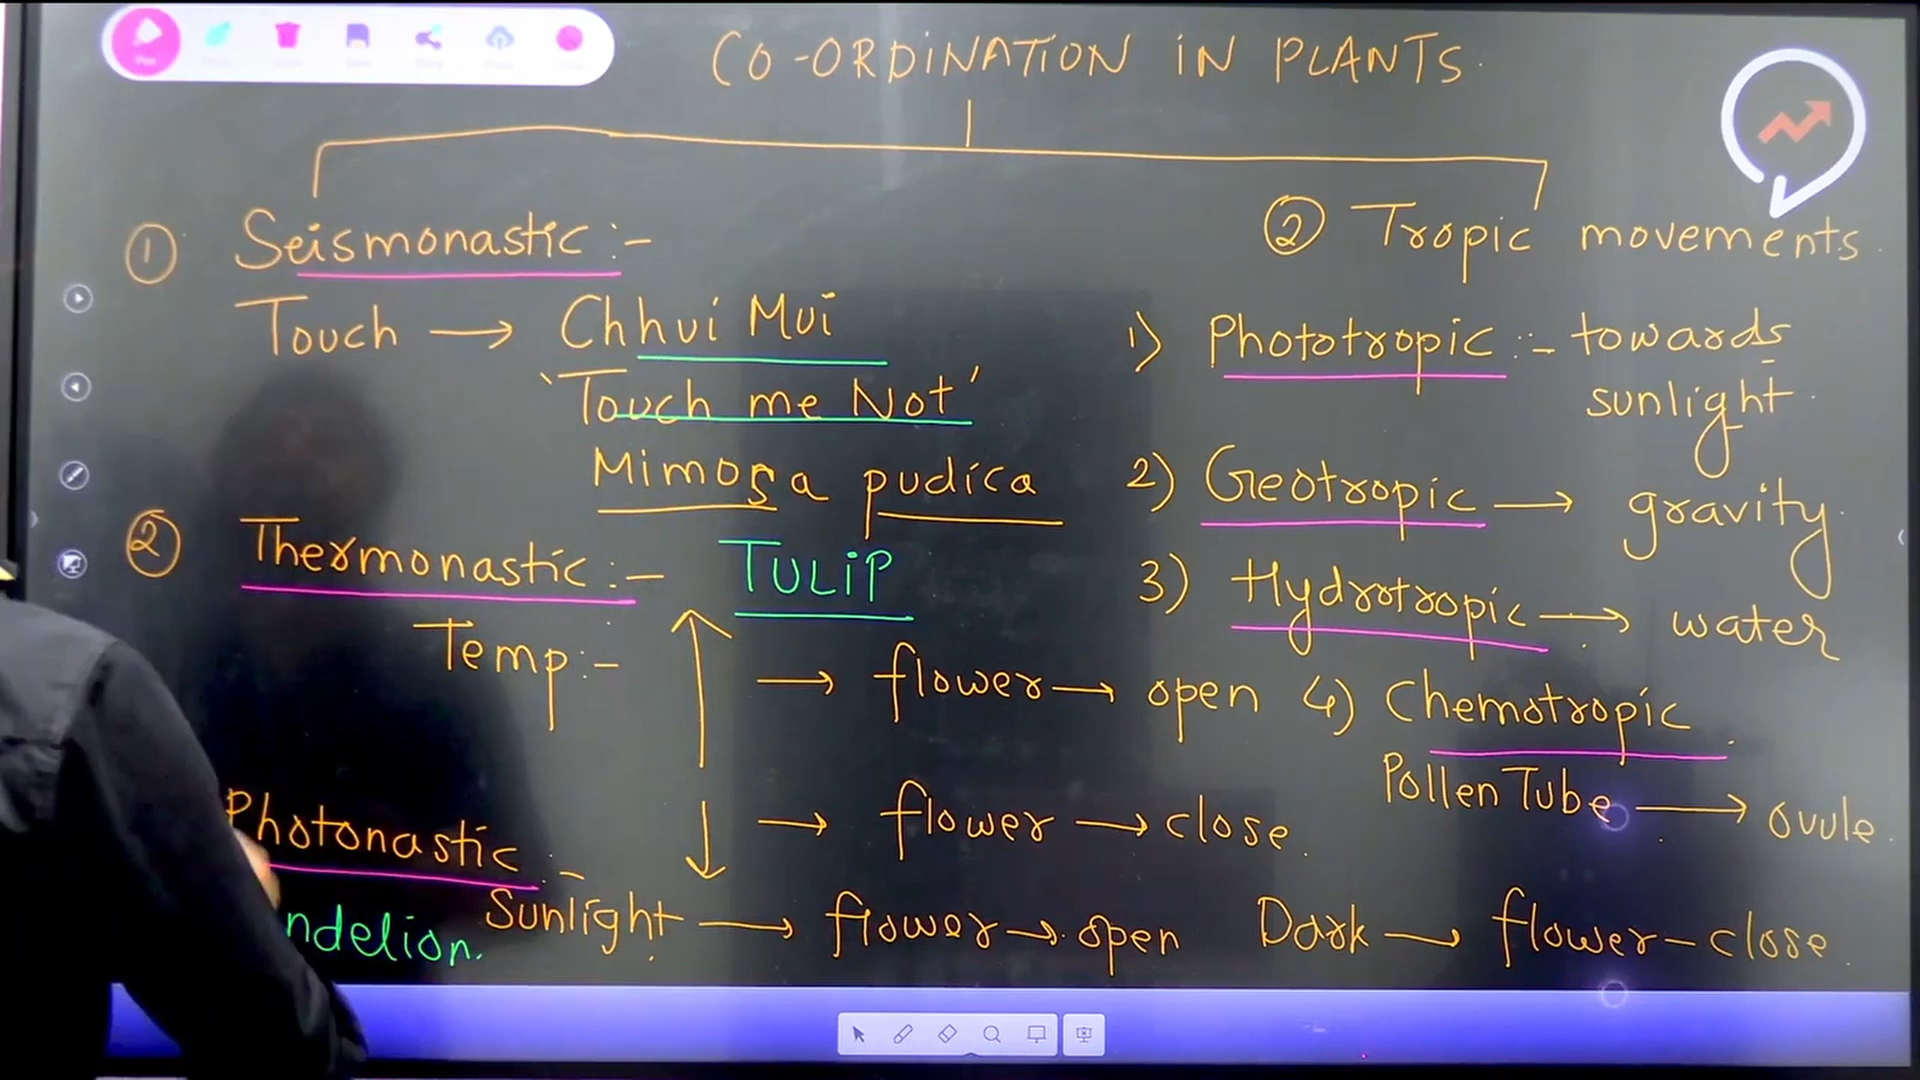 CO-ORDINATION IN PLANTS
① Seismonastic :-
Touch → Chhui Mui
'Touch me Not'
Mimosa pudica
② Thermonastic :- TULIP
Temp :- ↑ → flower → open
↓ → flower → close.
Photonastic :-
ndelion. Sunlight → flower → open Dark → flower - close
② Tropic movements
1) Phototropic :- towards
sunlight
2) Geotropic → gravity
3) Hydrotropic → water
4) Chemotropic
Pollen Tube → ovule